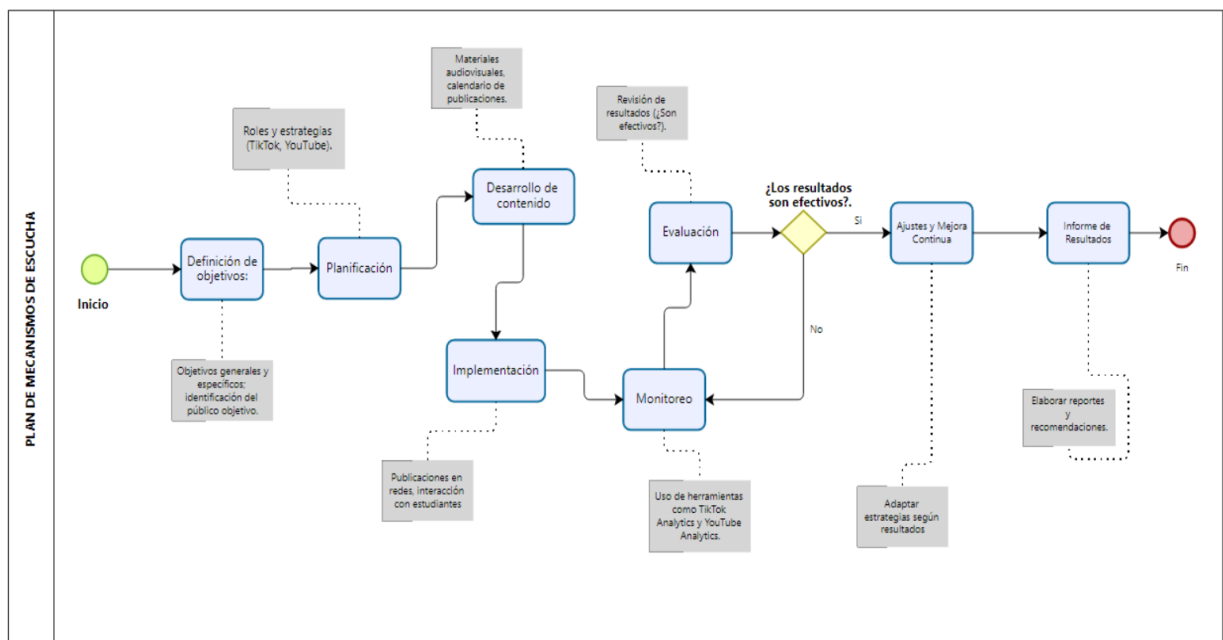 PLAN DE MECANISMOS DE ESCUCHA
Inicio
Definición de
objetivos:
Objetivos generales y
específicos;
identificación del
público objetivo.
Roles y estrategias
(TikTok, YouTube).
Planificación
Materiales
audiovisuales,
calendario de
publicaciones.
Desarrollo de
contenido
Implementación
Publicaciones en
redes, interacción
con estudiantes
Monitoreo
Uso de herramientas
como TikTok
Analytics y YouTube
Analytics.
Revisión de
resultados (¿Son
efectivos?).
Evaluación
¿Los resultados
son efectivos?.
Si
No
Ajustes y Mejora
Continua
Adaptar
estrategias según
resultados
Informe de
Resultados
Elaborar reportes
y
recomendaciones.
Fin